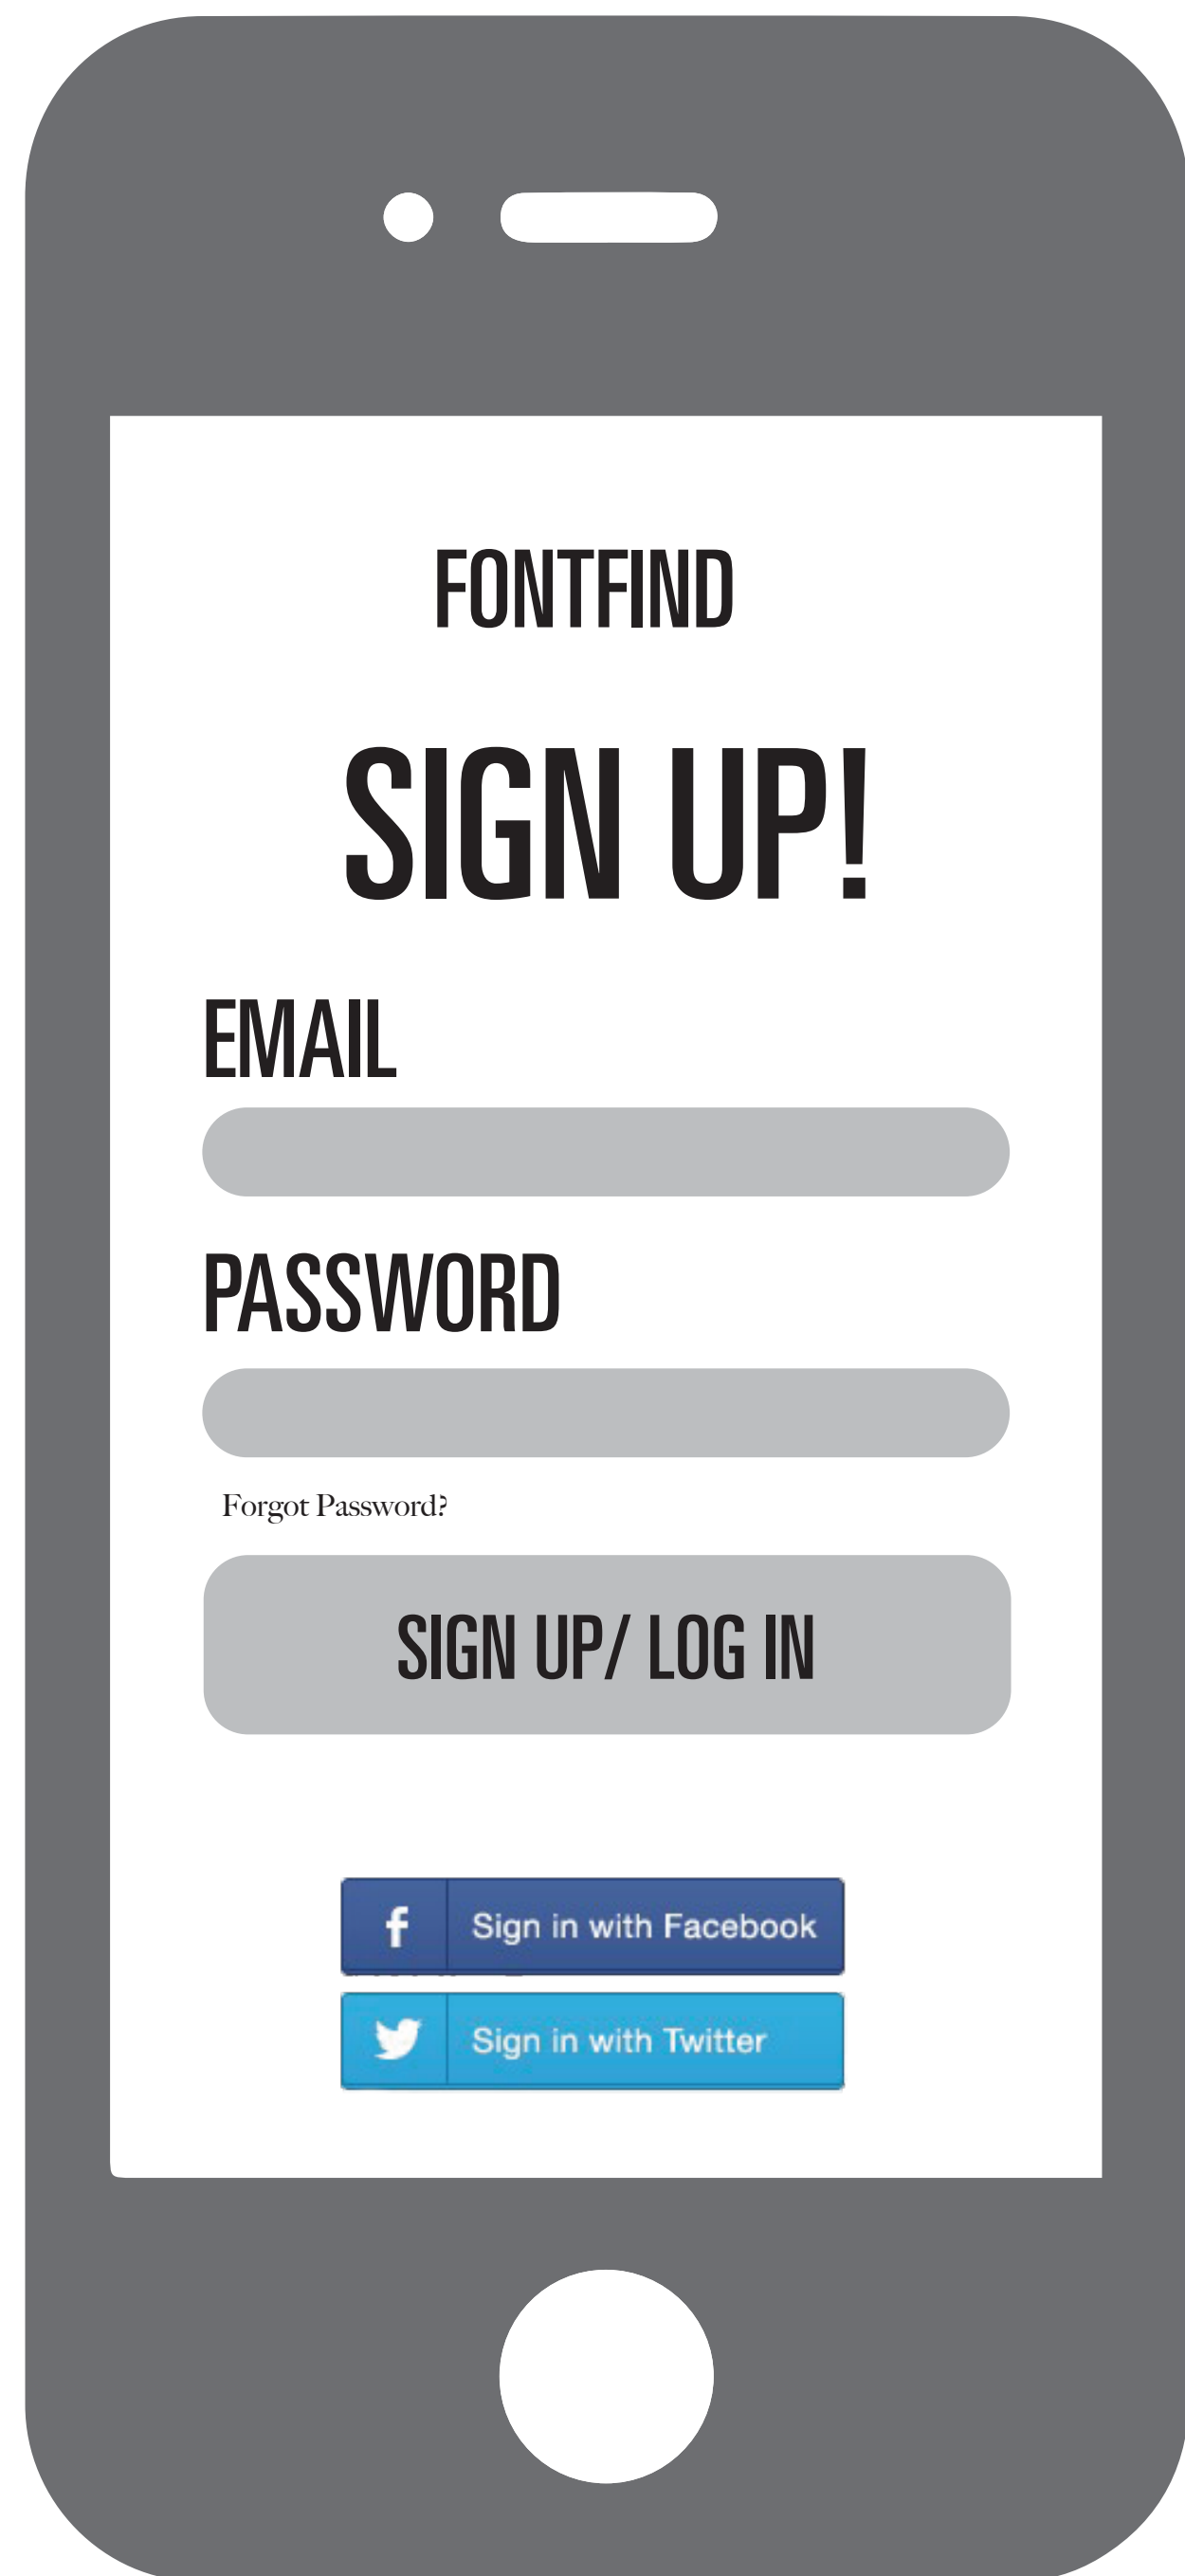 FONTFIND
SIGN UP!
EMAIL
PASSWORD
Forgot Password?
SIGN UP/ LOG IN
f Sign in with Facebook
Sign in with Twitter